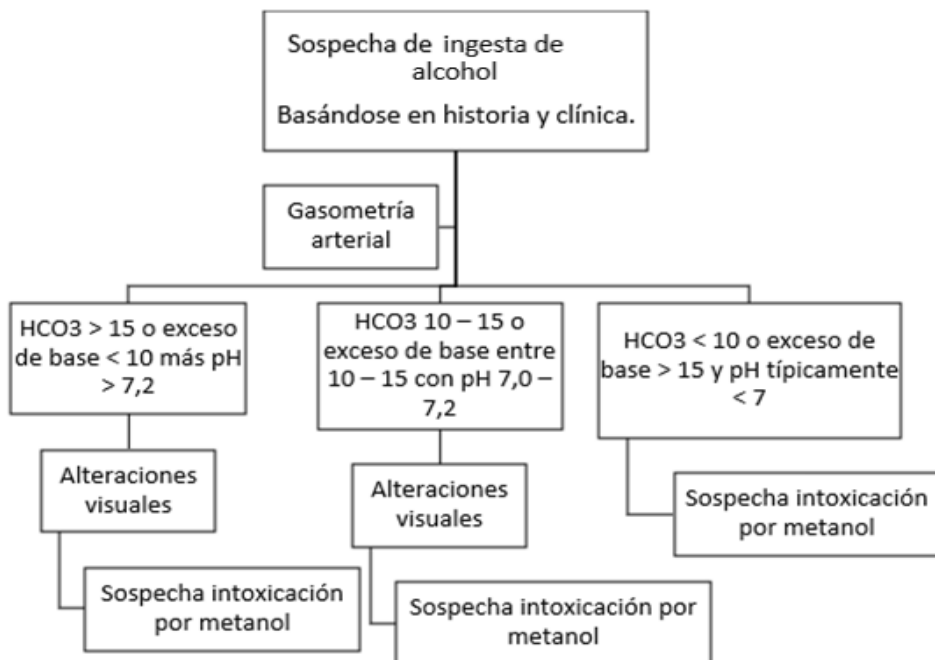 Sospecha de ingesta de
alcohol
Basándose en historia y clínica.
Gasometría
arterial
HCO3 > 15 o exceso
de base < 10 más pH
> 7,2
HCO3 10 – 15 o
exceso de base entre
10 – 15 con pH 7,0 –
7,2
HCO3 < 10 o exceso de
base > 15 y pH típicamente
< 7
Alteraciones
visuales
Alteraciones
visuales
Sospecha intoxicación
por metanol
Sospecha intoxicación
por metanol
Sospecha intoxicación por
metanol